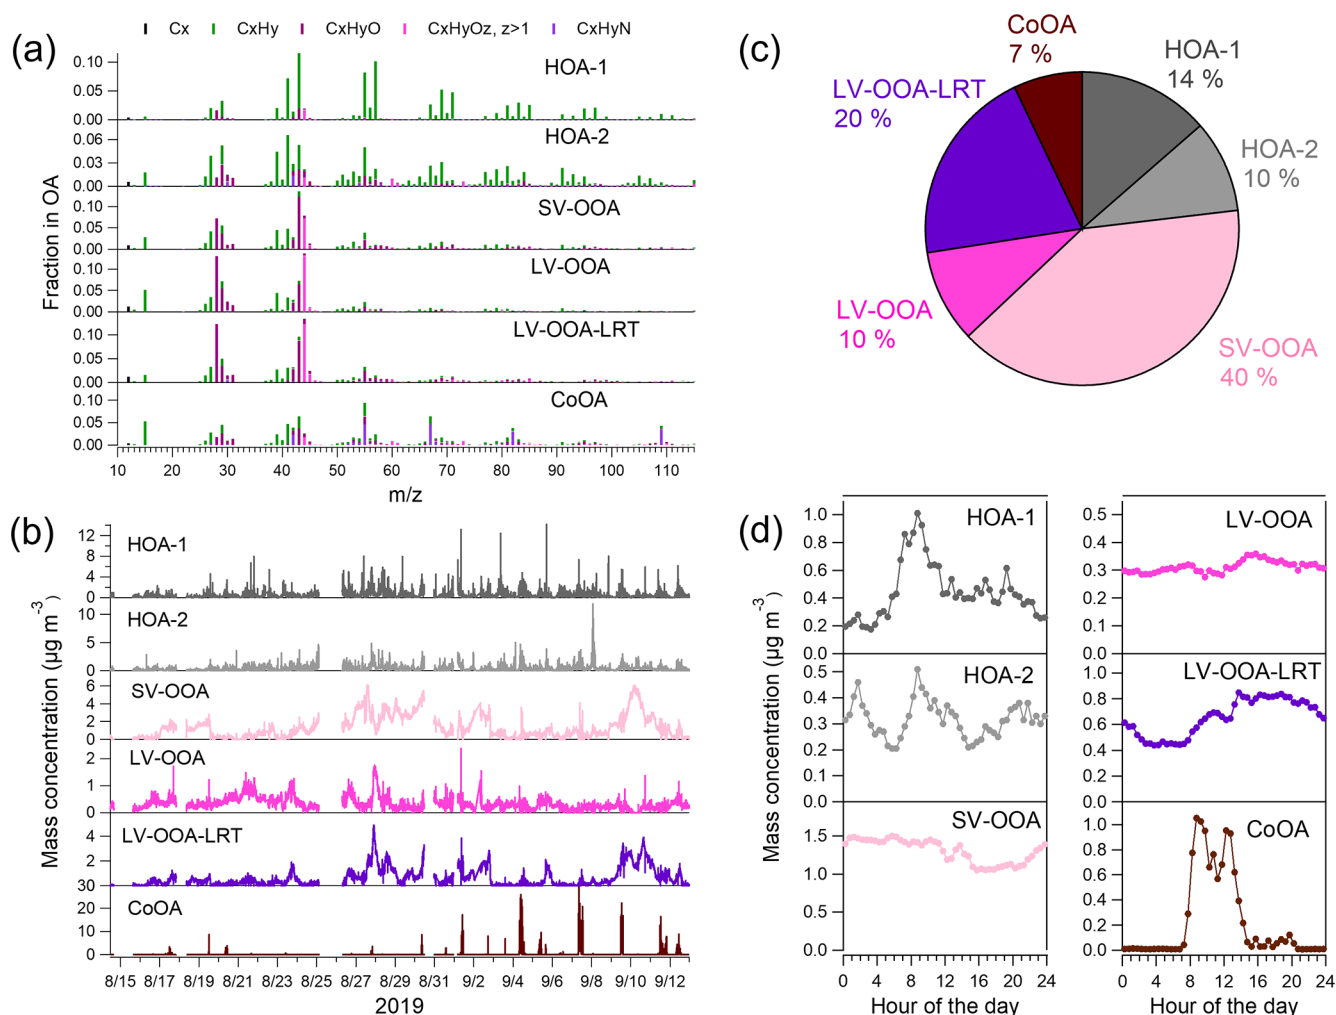 (a)
Cx CxHy CxHyO CxHyOz, z>1 CxHyN
Fraction in OA
0.10
0.05
0.00
HOA-1
0.06
0.03
0.00
HOA-2
0.10
0.05
0.00
SV-OOA
0.10
0.05
0.00
LV-OOA
0.10
0.05
0.00
LV-OOA-LRT
0.10
0.05
0.00
CoOA
10 20 30 40 50 60 70 80 90 100 110
m/z
(b)
Mass concentration (µg m-3)
12
8
4
0
HOA-1
10
5
0
HOA-2
6
4
2
0
SV-OOA
2
1
0
LV-OOA
4
2
0
LV-OOA-LRT
30
20
10
0
CoOA
8/15 8/17 8/19 8/21 8/23 8/25 8/27 8/29 8/31 9/2 9/4 9/6 9/8 9/10 9/12
2019
(c)
CoOA
7 %
HOA-1
14 %
HOA-2
10 %
SV-OOA
40 %
LV-OOA
10 %
LV-OOA-LRT
20 %
(d)
Mass concentration (µg m-3)
1.0
0.8
0.6
0.4
0.2
0.0
HOA-1
0.5
0.4
0.3
0.2
0.1
0.0
HOA-2
1.5
1.0
0.5
0.0
SV-OOA
0 4 8 12 16 20 24
Hour of the day
0.5
0.4
0.3
0.2
0.1
0.0
LV-OOA
1.0
0.8
0.6
0.4
0.2
0.0
LV-OOA-LRT
1.0
0.8
0.6
0.4
0.2
0.0
CoOA
0 4 8 12 16 20 24
Hour of the day